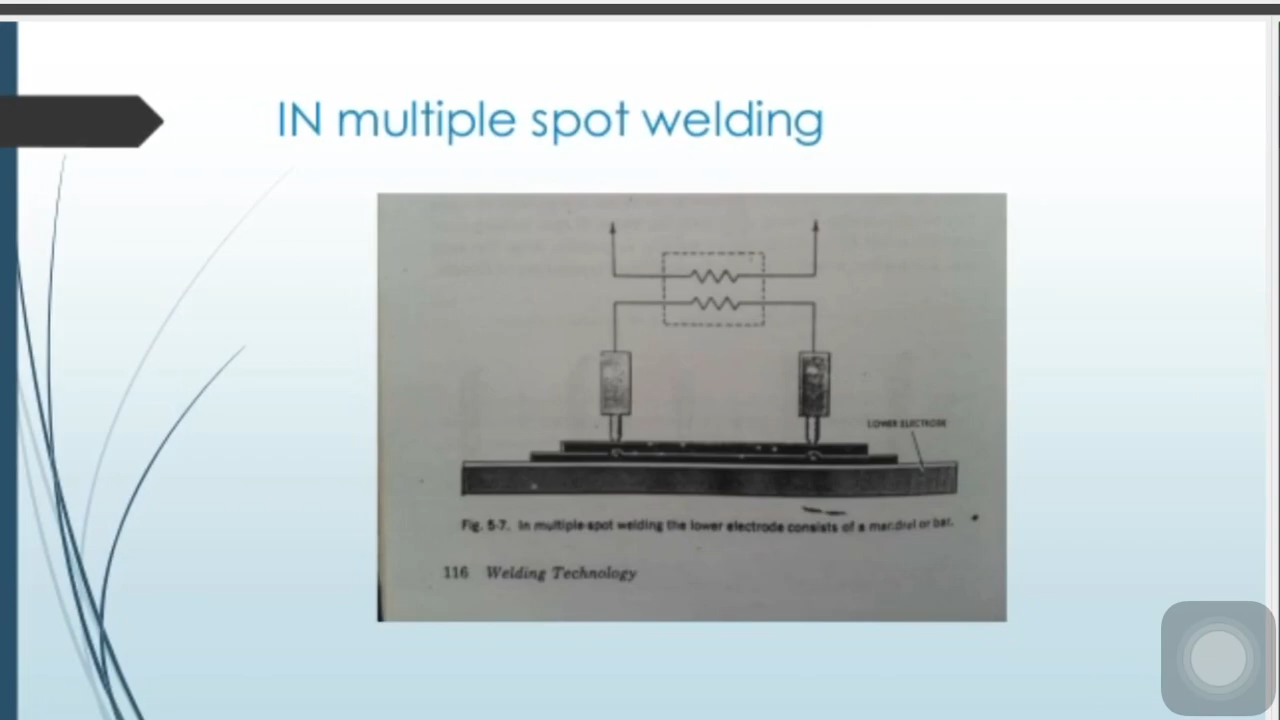 IN multiple spot welding
LOWER ELECTRODE
Fig. 5-7. In multiple-spot welding the lower electrode consists of a mandrel or bar.
116 Welding Technology